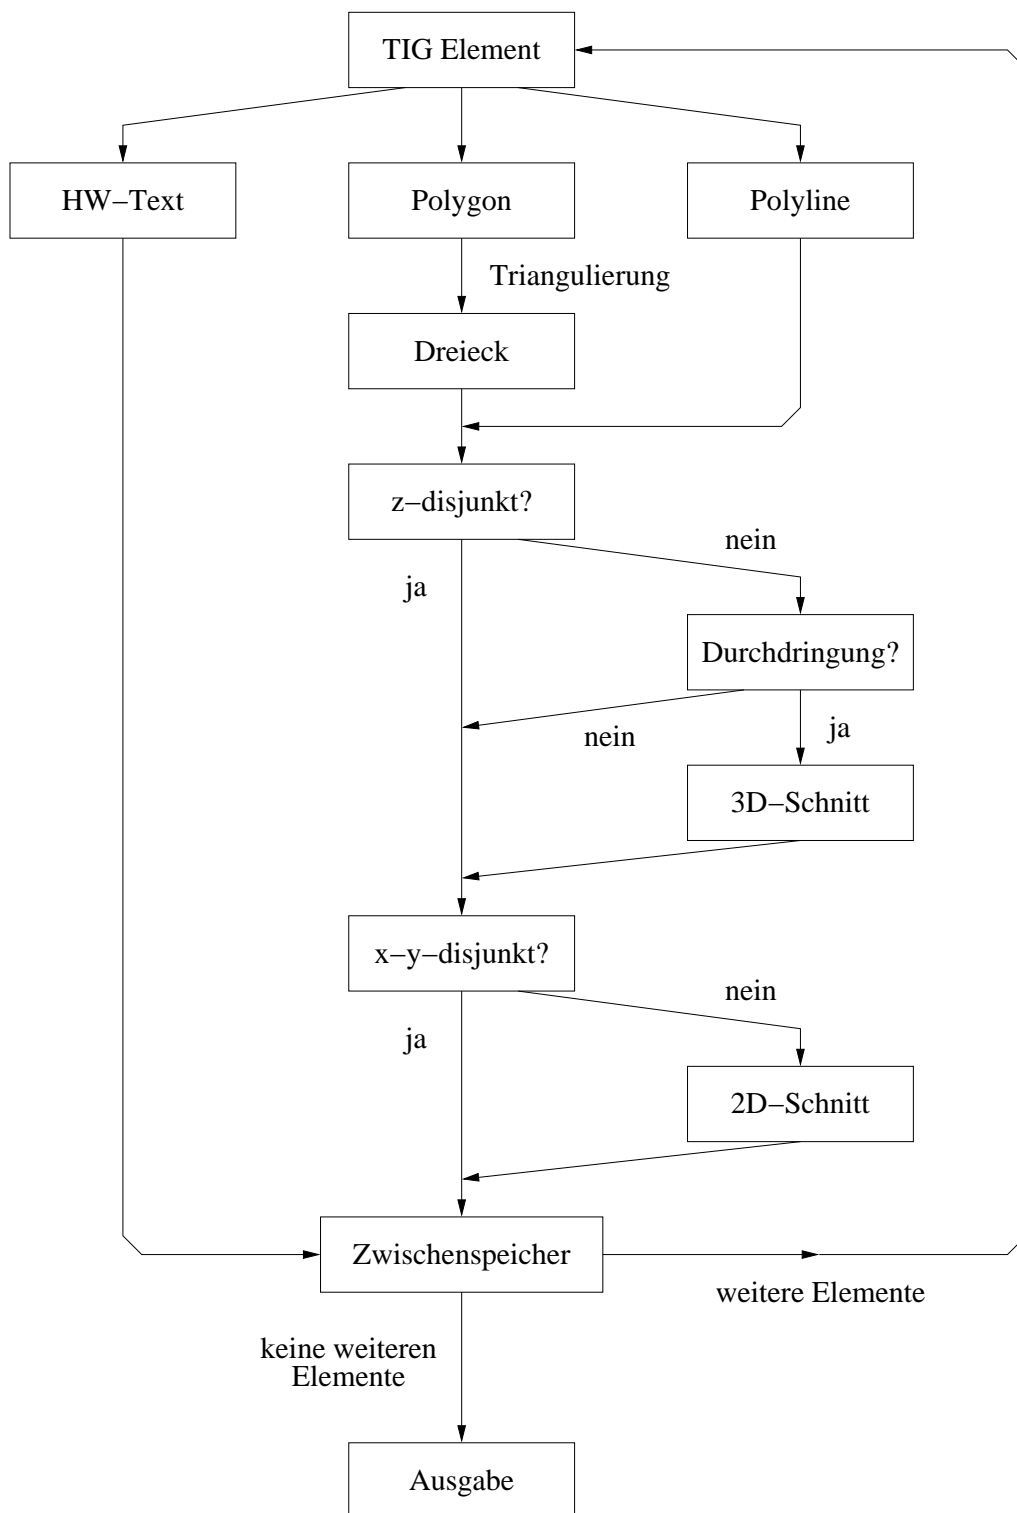 TIG Element
HW–Text
Polygon
Polyline
Triangulierung
Dreieck
z–disjunkt?
nein
ja
Durchdringung?
nein
ja
3D–Schnitt
x–y–disjunkt?
nein
ja
2D–Schnitt
Zwischenspeicher
weitere Elemente
keine weiteren
Elemente
Ausgabe